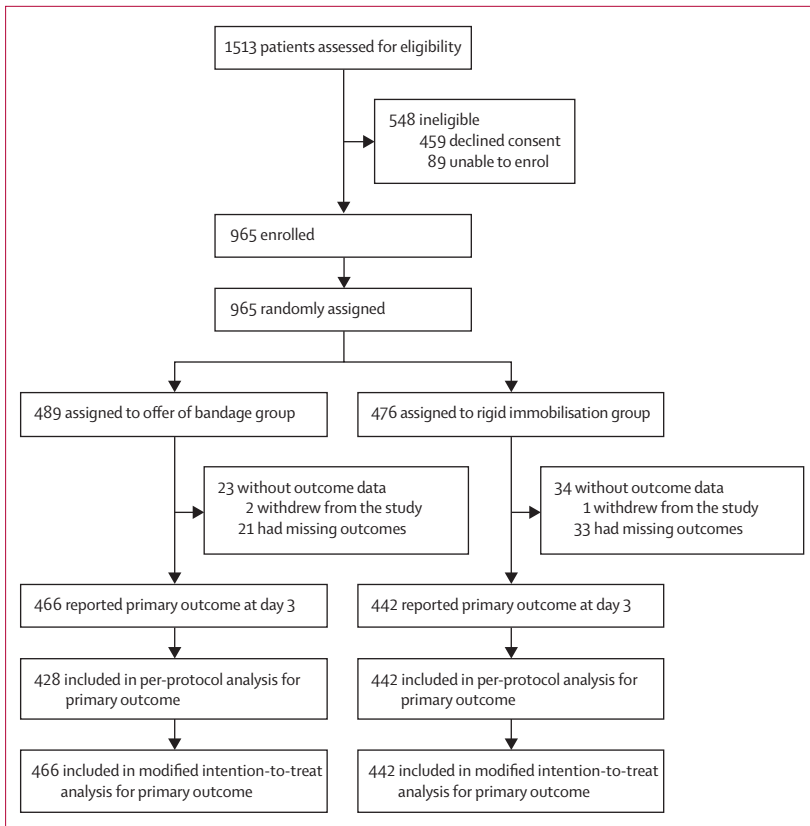 1513 patients assessed for eligibility
548 ineligible
459 declined consent
89 unable to enrol
965 enrolled
965 randomly assigned
489 assigned to offer of bandage group
476 assigned to rigid immobilisation group
23 without outcome data
2 withdrew from the study
21 had missing outcomes
34 without outcome data
1 withdrew from the study
33 had missing outcomes
466 reported primary outcome at day 3
442 reported primary outcome at day 3
428 included in per-protocol analysis for
primary outcome
442 included in per-protocol analysis for
primary outcome
466 included in modified intention-to-treat
analysis for primary outcome
442 included in modified intention-to-treat
analysis for primary outcome